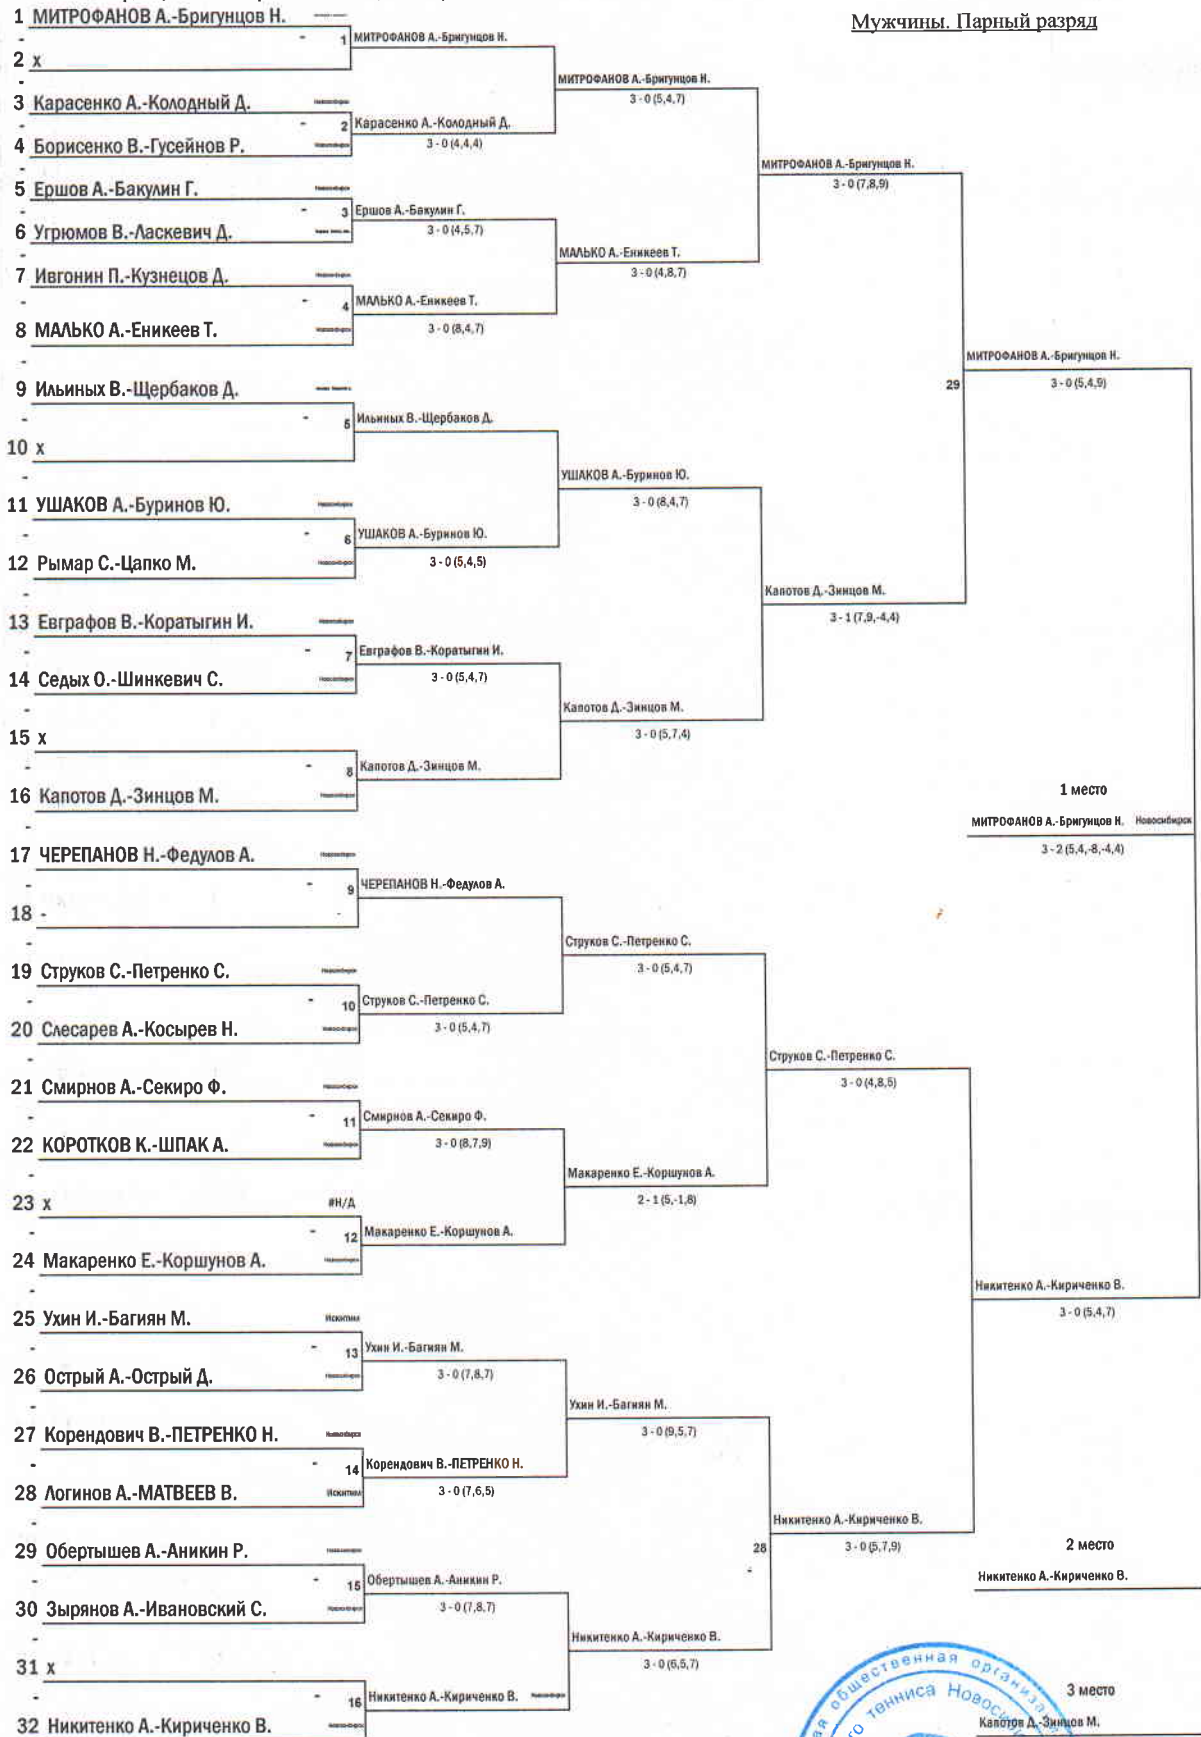 Мужчины. Парный разряд
1 МИТРОФАНОВ А.-Бригунцов Н.
- 1 МИТРОФАНОВ А.-Бригунцов Н.
2 х
МИТРОФАНОВ А.-Бригунцов Н.
3 - 0 (5,4,7)
3 Карасенко А.-Колодный Д.
- 2 Карасенко А.-Колодный Д.
3 - 0 (4,4,4)
4 Борисенко В.-Гусейнов Р.
МИТРОФАНОВ А.-Бригунцов Н.
3 - 0 (7,8,9)
5 Ершов А.-Бакулин Г.
- 3 Ершов А.-Бакулин Г.
3 - 0 (4,5,7)
6 Угрюмов В.-Ласкевич Д.
МАЛЬКО А.-Еникеев Т.
3 - 0 (4,8,7)
7 Ивгонин П.-Кузнецов Д.
- 4 МАЛЬКО А.-Еникеев Т.
3 - 0 (8,4,7)
8 МАЛЬКО А.-Еникеев Т.
МИТРОФАНОВ А.-Бригунцов Н.
29 3 - 0 (5,4,9)
9 Ильиных В.-Щербаков Д.
- 5 Ильиных В.-Щербаков Д.
10 х
УШАКОВ А.-Буринов Ю.
3 - 0 (8,4,7)
11 УШАКОВ А.-Буринов Ю.
- 6 УШАКОВ А.-Буринов Ю.
3 - 0 (5,4,5)
12 Рымар С.-Цапко М.
Капотов Д.-Зинцов М.
3 - 1 (7,9,-4,4)
13 Евграфов В.-Коратыгин И.
- 7 Евграфов В.-Коратыгин И.
3 - 0 (5,4,7)
14 Седых О.-Шинкевич С.
Капотов Д.-Зинцов М.
3 - 0 (5,7,4)
15 х
- 8 Капотов Д.-Зинцов М.
16 Капотов Д.-Зинцов М.
1 место
МИТРОФАНОВ А.-Бригунцов Н. Новосибирск
3 - 2 (5,4,-8,-4,4)
17 ЧЕРЕПАНОВ Н.-Федулов А.
- 9 ЧЕРЕПАНОВ Н.-Федулов А.
18 -
Струков С.-Петренко С.
3 - 0 (5,4,7)
19 Струков С.-Петренко С.
- 10 Струков С.-Петренко С.
3 - 0 (5,4,7)
20 Слесарев А.-Косырев Н.
Струков С.-Петренко С.
3 - 0 (4,8,5)
21 Смирнов А.-Секиро Ф.
- 11 Смирнов А.-Секиро Ф.
3 - 0 (8,7,9)
22 КОРОТКОВ К.-ШПАК А.
Макаренко Е.-Коршунов А.
2 - 1 (5,-1,8)
23 х #Н/Д
- 12 Макаренко Е.-Коршунов А.
24 Макаренко Е.-Коршунов А.
Никитенко А.-Кириченко В.
3 - 0 (5,4,7)
25 Ухин И.-Багиян М. Искитим
- 13 Ухин И.-Багиян М.
3 - 0 (7,8,7)
26 Острый А.-Острый Д.
Ухин И.-Багиян М.
3 - 0 (9,5,7)
27 Корендович В.-ПЕТРЕНКО Н.
- 14 Корендович В.-ПЕТРЕНКО Н.
3 - 0 (7,6,5)
28 Логинов А.-МАТВЕЕВ В. Искитим
Никитенко А.-Кириченко В.
28 3 - 0 (5,7,9)
29 Обертышев А.-Аникин Р.
- 15 Обертышев А.-Аникин Р.
3 - 0 (7,8,7)
30 Зырянов А.-Ивановский С.
2 место
Никитенко А.-Кириченко В.
Никитенко А.-Кириченко В.
3 - 0 (6,5,7)
31 х
- 16 Никитенко А.-Кириченко В.
32 Никитенко А.-Кириченко В.
3 место
Капотов Д.-Зинцов М.
общественная организа
тенниса Новосиб